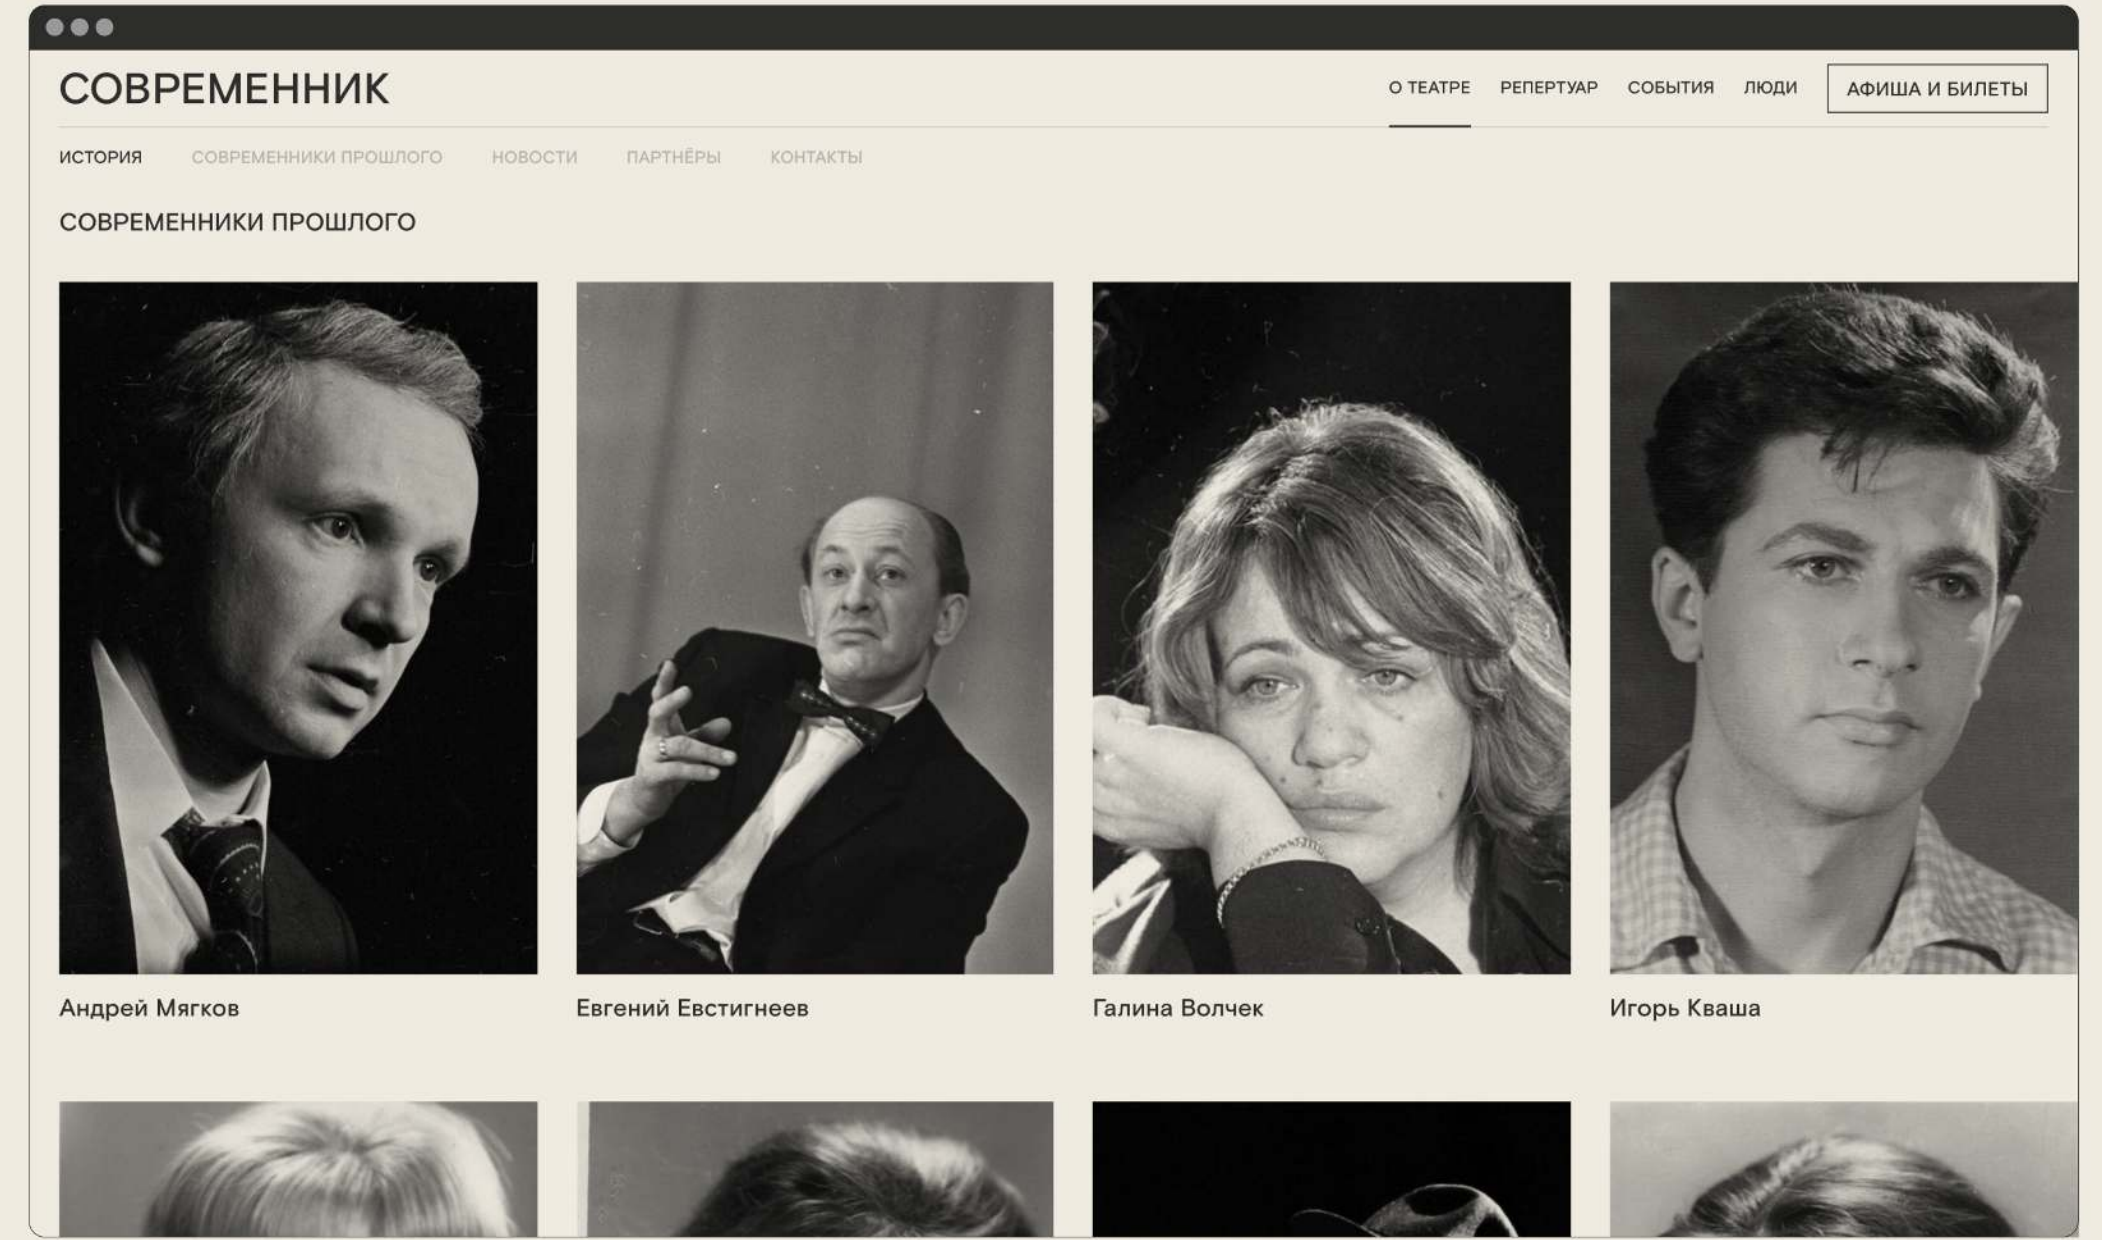 СОВРЕМЕННИК
О ТЕАТРЕ РЕПЕРТУАР СОБЫТИЯ ЛЮДИ АФИША И БИЛЕТЫ
ИСТОРИЯ СОВРЕМЕННИКИ ПРОШЛОГО НОВОСТИ ПАРТНЁРЫ КОНТАКТЫ
СОВРЕМЕННИКИ ПРОШЛОГО
Андрей Мягков Евгений Евстигнеев Галина Волчек Игорь Кваша